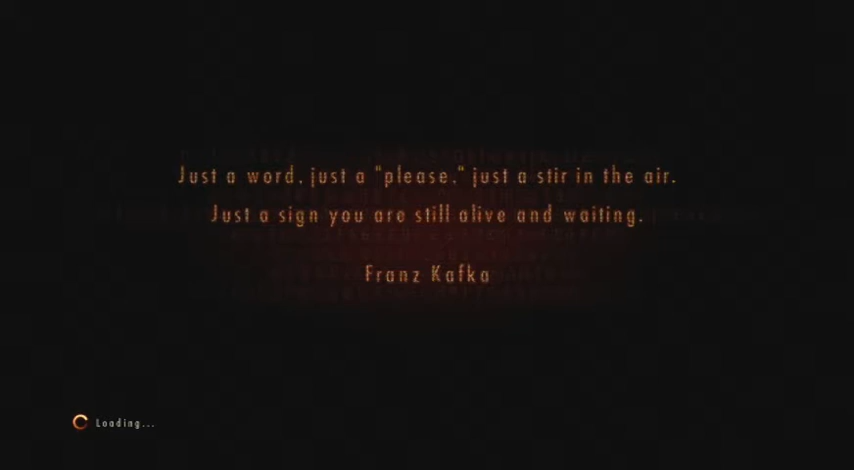 Just a word, just a "please," just a stir in the air.
Just a sign you are still alive and waiting.
Franz Kafka
Loading...